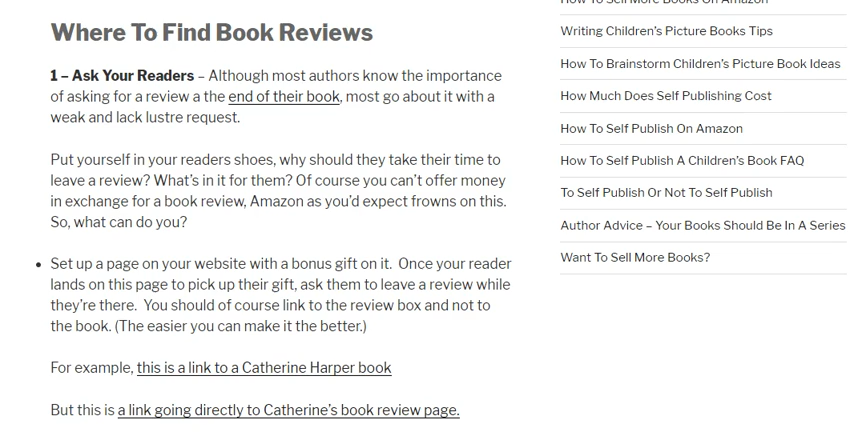 Where To Find Book Reviews
1 – Ask Your Readers – Although most authors know the importance
of asking for a review a the end of their book, most go about it with a
weak and lack lustre request.
Put yourself in your readers shoes, why should they take their time to
leave a review? What's in it for them? Of course you can't offer money
in exchange for a book review, Amazon as you'd expect frowns on this.
So, what can do you?
Set up a page on your website with a bonus gift on it. Once your reader
lands on this page to pick up their gift, ask them to leave a review while
they're there. You should of course link to the review box and not to
the book. (The easier you can make it the better.)
For example, this is a link to a Catherine Harper book
But this is a link going directly to Catherine's book review page.
How To Sell More Books On Amazon
Writing Children's Picture Books Tips
How To Brainstorm Children's Picture Book Ideas
How Much Does Self Publishing Cost
How To Self Publish On Amazon
How To Self Publish A Children's Book FAQ
To Self Publish Or Not To Self Publish
Author Advice – Your Books Should Be In A Series
Want To Sell More Books?